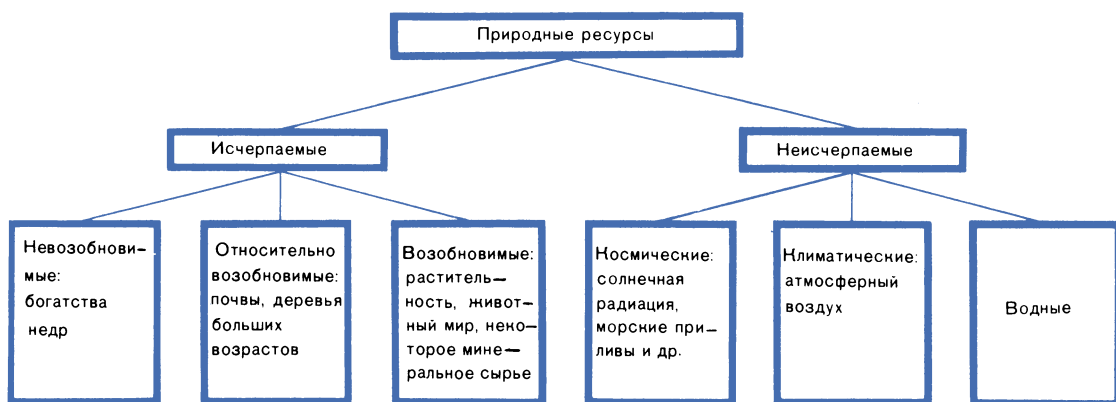 Природные ресурсы
Исчерпаемые
Неисчерпаемые
Невозобнови—
мые:
богатства
недр
Относительно
возобновимые:
почвы, деревья
больших
возрастов
Возобновимые:
раститель—
ность, живот—
ный мир, неко—
торое мине—
ральное сырье
Космические:
солнечная
радиация,
морские при—
ливы и др.
Климатические:
атмосферный
воздух
Водные